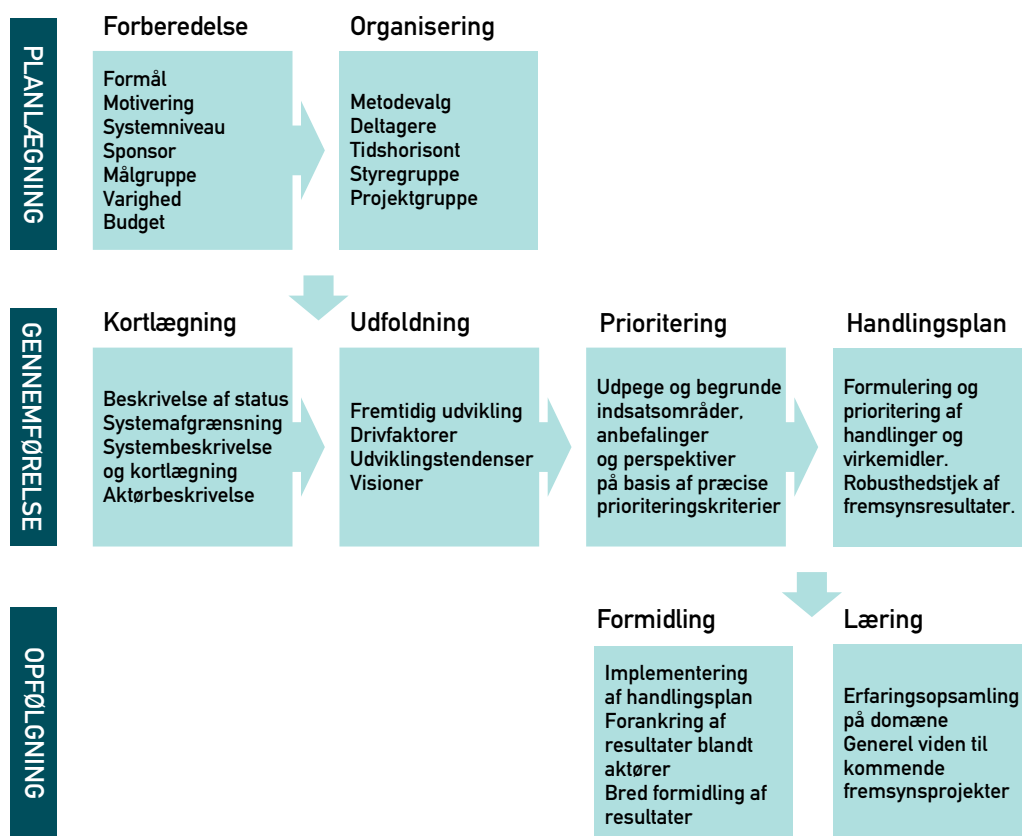 PLANLÆGNING
Forberedelse
Formål
Motivering
Systemniveau
Sponsor
Målgruppe
Varighed
Budget
Organisering
Metodevalg
Deltagere
Tidshorisont
Styregruppe
Projektgruppe
GENNEMFØRELSE
Kortlægning
Beskrivelse af status
Systemafgrænsning
Systembeskrivelse
og kortlægning
Aktørbeskrivelse
Udfoldning
Fremtidig udvikling
Drivfaktorer
Udviklingstendenser
Visioner
Prioritering
Udpege og begrunde
indsatsområder,
anbefalinger
og perspektiver
på basis af præcise
prioriteringskriterier
Handlingsplan
Formulering og
prioritering af
handlinger og
virkemidler.
Robusthedstjek af
fremsynsresultater.
OPFØLGNING
Formidling
Implementering
af handlingsplan
Forankring af
resultater blandt
aktører
Bred formidling af
resultater
Læring
Erfaringsopsamling
på domæne
Generel viden til
kommende
fremsynsprojekter